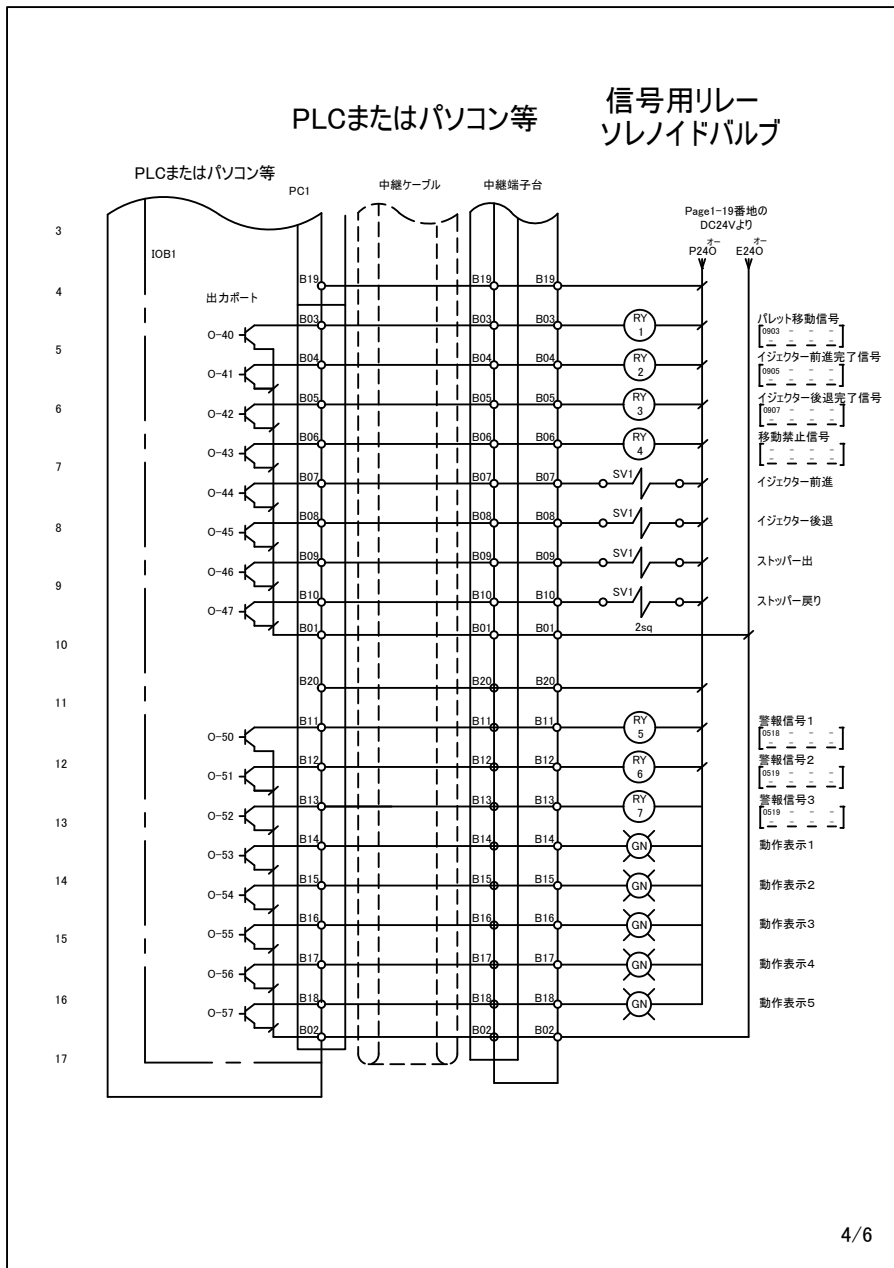 PLCまたはパソコン等
信号用リレー
ソレノイドバルブ
PLCまたはパソコン等
PC1
中継ケーブル
中継端子台
Page1-19番地の
DC24Vより
オー
オー
P24O
E24O
3
IOB1
B19
B19
B19
4
出力ポート
O-40
B03
B03
B03
RY
1
パレット移動信号
0903 - - -
- - - -
5
O-41
B04
B04
B04
RY
2
イジェクター前進完了信号
0905 - - -
- - - -
6
O-42
B05
B05
B05
RY
3
イジェクター後退完了信号
0907 - - -
- - - -
O-43
B06
B06
B06
RY
4
移動禁止信号
- - - -
- - - -
7
O-44
B07
B07
B07
SV1
イジェクター前進
8
O-45
B08
B08
B08
SV1
イジェクター後退
O-46
B09
B09
B09
SV1
ストッパー出
9
O-47
B10
B10
B10
SV1
ストッパー戻り
B01
B01
B01
2sq
10
B20
B20
B20
11
O-50
B11
B11
B11
RY
5
警報信号1
0518 - - -
- - - -
12
O-51
B12
B12
B12
RY
6
警報信号2
0519 - - -
- - - -
13
O-52
B13
B13
B13
RY
7
警報信号3
0519 - - -
- - - -
O-53
B14
B14
B14
GN
動作表示1
14
O-54
B15
B15
B15
GN
動作表示2
15
O-55
B16
B16
B16
GN
動作表示3
O-56
B17
B17
B17
GN
動作表示4
16
O-57
B18
B18
B18
GN
動作表示5
B02
B02
B02
17
4/6